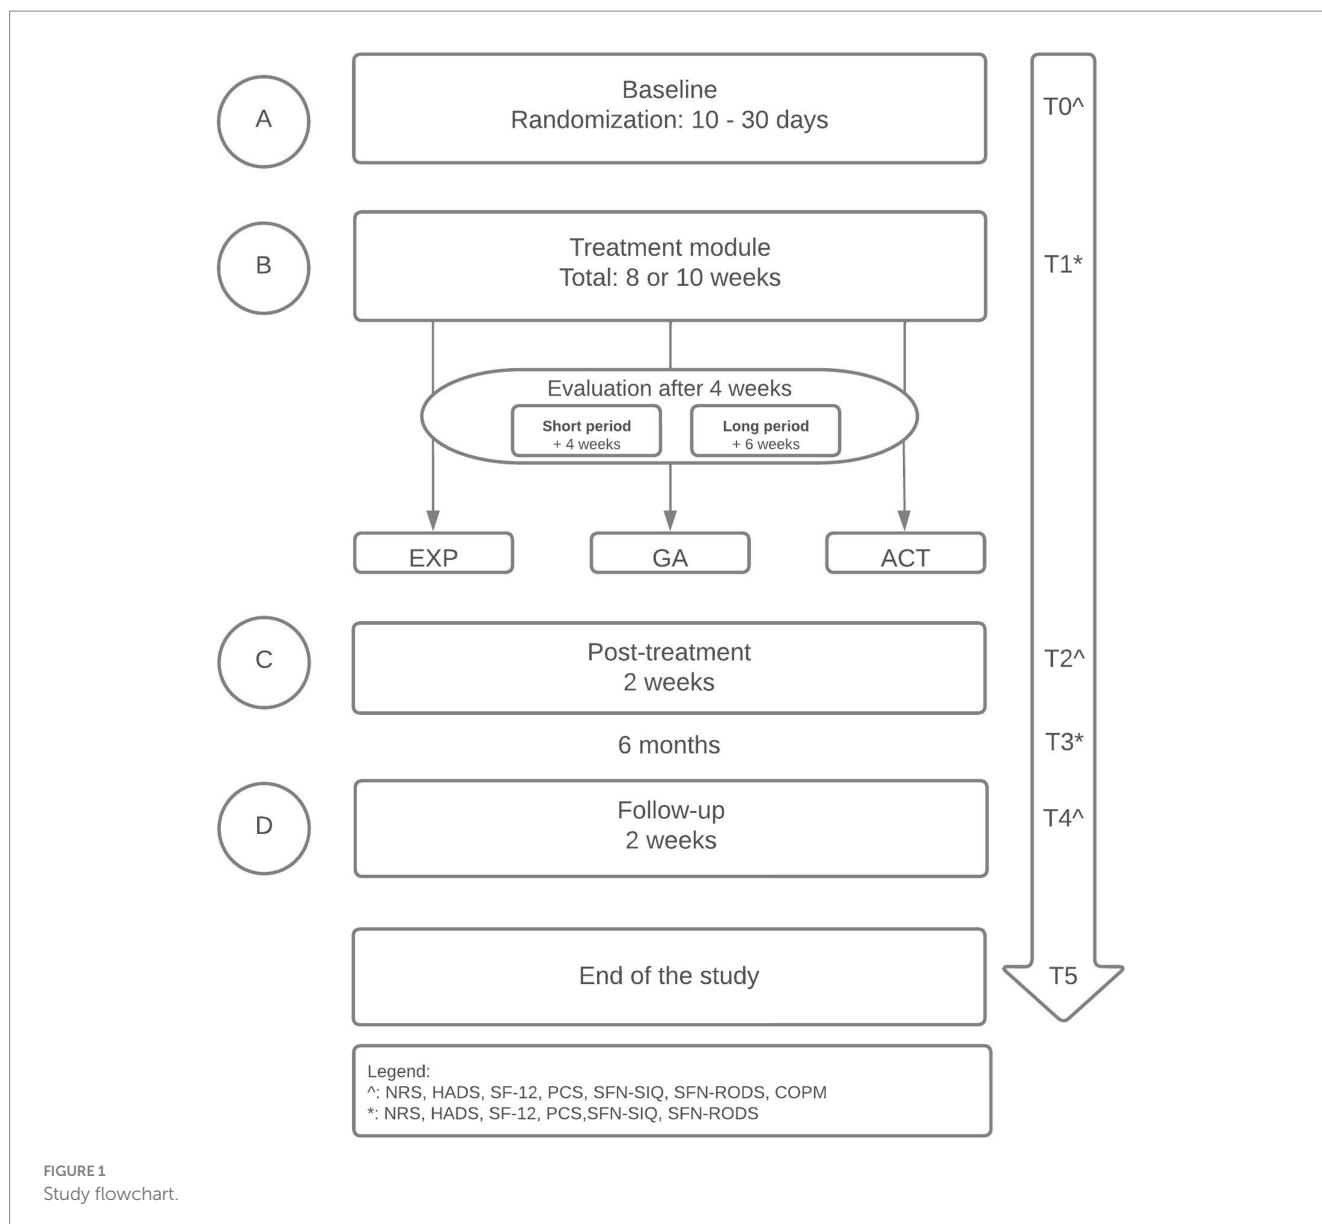 A
Baseline
Randomization: 10 - 30 days
T0^
B
Treatment module
Total: 8 or 10 weeks
T1*
Evaluation after 4 weeks
Short period
+ 4 weeks
Long period
+ 6 weeks
EXP
GA
ACT
C
Post-treatment
2 weeks
T2^
6 months
T3*
D
Follow-up
2 weeks
T4^
End of the study
T5
Legend:
^: NRS, HADS, SF-12, PCS, SFN-SIQ, SFN-RODS, COPM
*: NRS, HADS, SF-12, PCS,SFN-SIQ, SFN-RODS
FIGURE 1
Study flowchart.